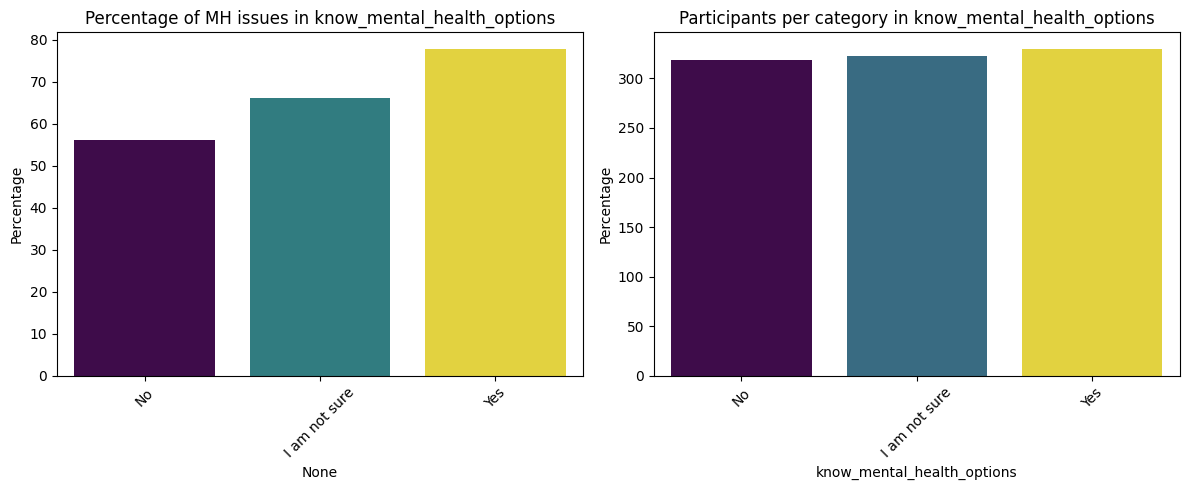 Percentage of MH issues in know_mental_health_options
80
70
60
50
40
30
20
10
0
Percentage
No
I am not sure
Yes
None
Participants per category in know_mental_health_options
300
250
200
150
100
50
0
Percentage
No
I am not sure
Yes
know_mental_health_options